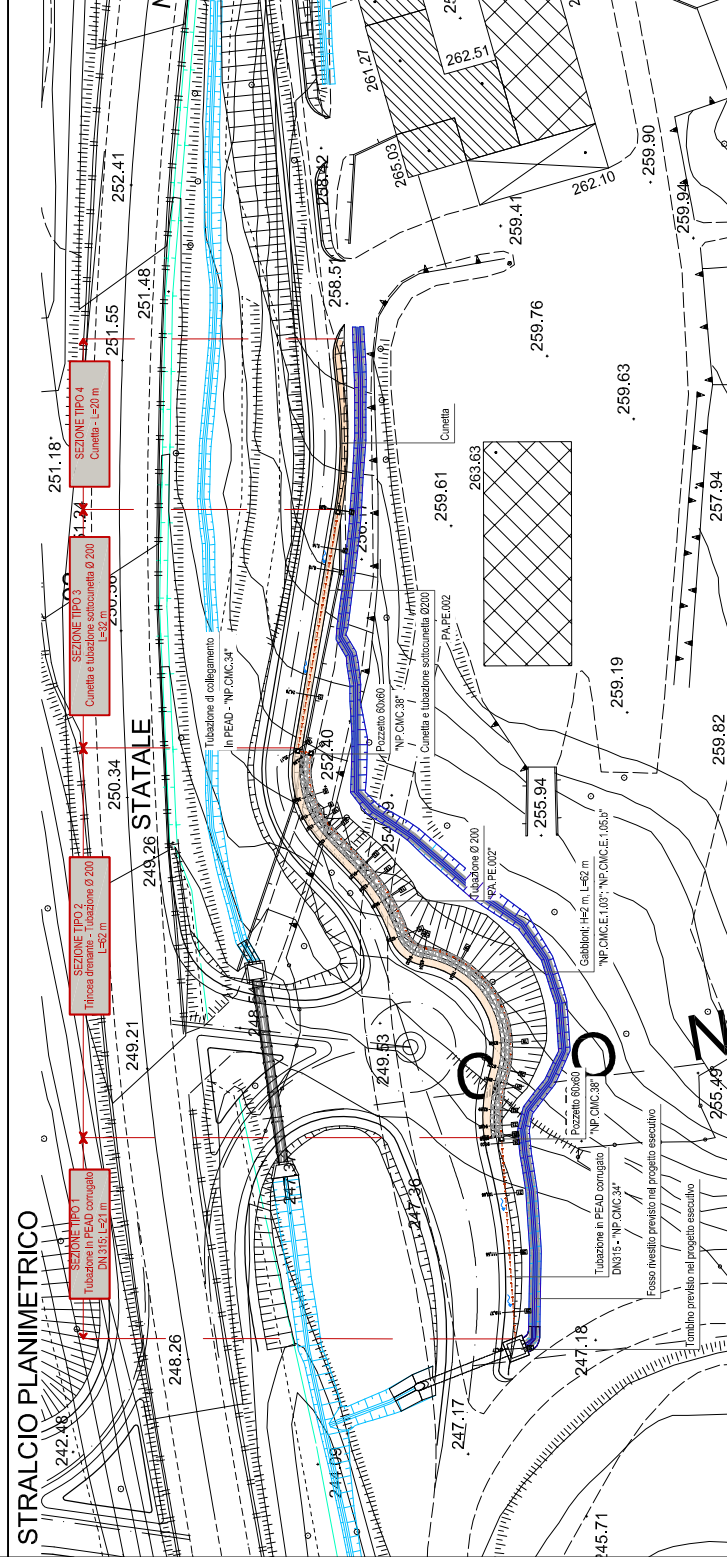 STRALCIO PLANIMETRICO
SEZIONE TIPO 1
Tubazione In PEAD corrugato
DN 315; L=21 m
SEZIONE TIPO 2
Trincea drenante - Tubazione Ø 200
L=62 m
SEZIONE TIPO 3
Cunetta e tubazione sottocunetta Ø 200
L=32 m
SEZIONE TIPO 4
Cunetta - L=20 m
STATALE
242.48
248.26
249.21
249.26
250.34
251.18
251.55
251.48
252.41
Tubazione di collegamento
In PEAD - "NP.CMC.34"
244.09
247.36
249.53
252.40
258.42
247.17
247.18
Pozzetto 60x60
"NP.CMC.38"
Cunetta e tubazione sottocunetta Ø200
PA.PE.002
Cunetta
Tubazione Ø 200
"PA.PE.002"
Gabbioni: H=2 m, L=62 m
"NP.CMC.E.1.03"; "NP.CMC.E.1.05.b"
Pozzetto 60x60
"NP.CMC.38"
Tubazione in PEAD corrugato
DN315 - "NP.CMC.34"
Fosso rivestito previsto nel progetto esecutivo
Tombino previsto nel progetto esecutivo
C
O
N
261.27
262.51
265.03
262.10
259.41
259.90
259.94
259.76
259.63
259.61
263.63
257.94
259.19
259.82
255.94
255.49
45.71